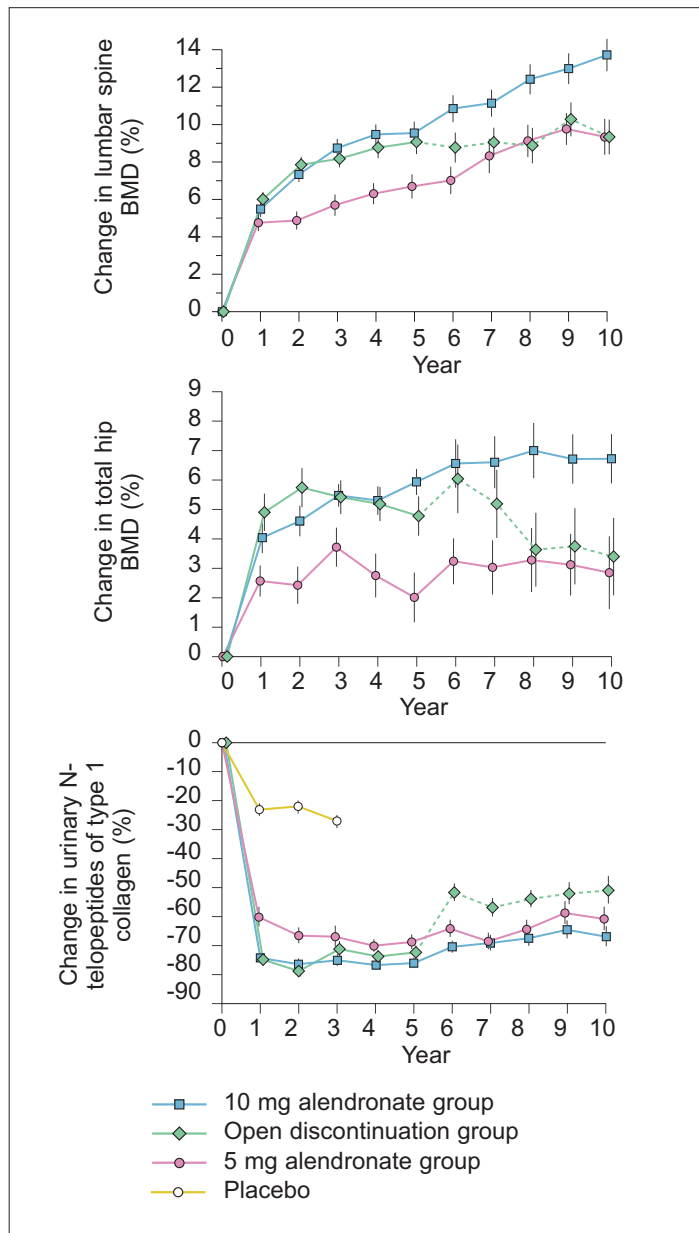 Change in lumbar spine
BMD (%)
14
12
10
8
6
4
2
0
0 1 2 3 4 5 6 7 8 9 10
Year
Change in total hip
BMD (%)
9
8
7
6
5
4
3
2
1
0
0 1 2 3 4 5 6 7 8 9 10
Year
Change in urinary N-
telopeptides of type 1
collagen (%)
0
-10
-20
-30
-40
-50
-60
-70
-80
-90
0 1 2 3 4 5 6 7 8 9 10
Year
10 mg alendronate group
Open discontinuation group
5 mg alendronate group
Placebo